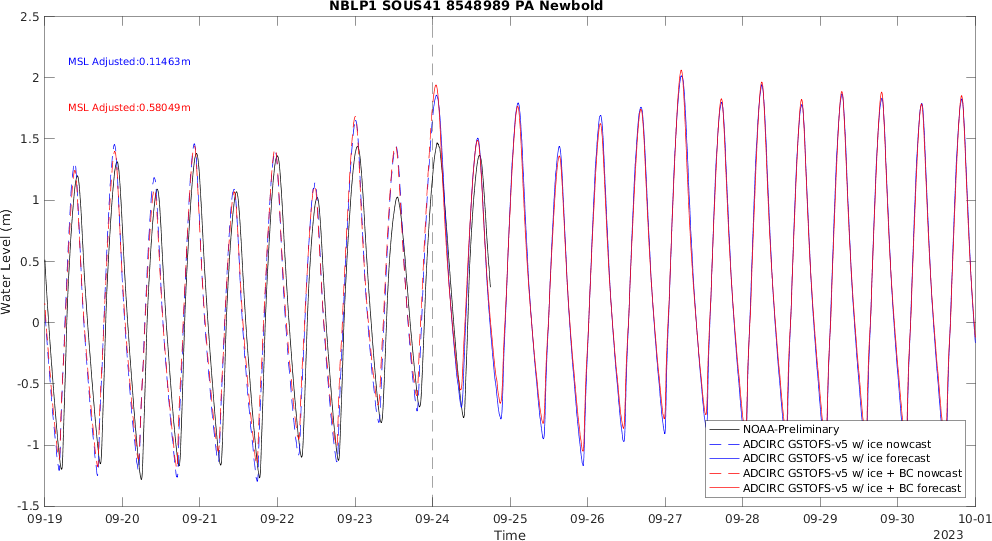 NBLP1 SOUS41 8548989 PA Newbold
MSL Adjusted:0.11463m
MSL Adjusted:0.58049m
Water Level (m)
2.5
2
1.5
1
0.5
0
-0.5
-1
-1.5
NOAA-Preliminary
ADCIRC GSTOFS-v5 w/ ice nowcast
ADCIRC GSTOFS-v5 w/ ice forecast
ADCIRC GSTOFS-v5 w/ ice + BC nowcast
ADCIRC GSTOFS-v5 w/ ice + BC forecast
09-19 09-20 09-21 09-22 09-23 09-24 09-25 09-26 09-27 09-28 09-29 09-30 10-01
Time
2023